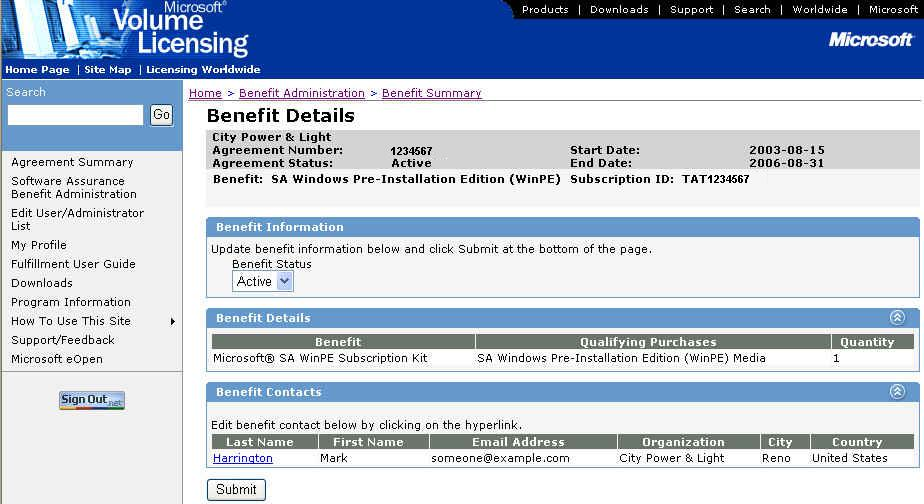 Microsoft®
Volume
Licensing
Products | Downloads | Support | Search | Worldwide | Microsoft
Microsoft
Home Page | Site Map | Licensing Worldwide
Search
Go
Agreement Summary
Software Assurance
Benefit Administration
Edit User/Administrator
List
My Profile
Fulfillment User Guide
Downloads
Program Information
How To Use This Site
Support/Feedback
Microsoft eOpen
Sign Out .net
Home > Benefit Administration > Benefit Summary
Benefit Details
City Power & Light
Agreement Number: 1234567 Start Date: 2003-08-15
Agreement Status: Active End Date: 2006-08-31
Benefit: SA Windows Pre-Installation Edition (WinPE) Subscription ID: TAT1234567
Benefit Information
Update benefit information below and click Submit at the bottom of the page.
Benefit Status
Active
Benefit Details
Benefit Qualifying Purchases Quantity
Microsoft® SA WinPE Subscription Kit SA Windows Pre-Installation Edition (WinPE) Media 1
Benefit Contacts
Edit benefit contact below by clicking on the hyperlink.
Last Name First Name Email Address Organization City Country
Harrington Mark someone@example.com City Power & Light Reno United States
Submit